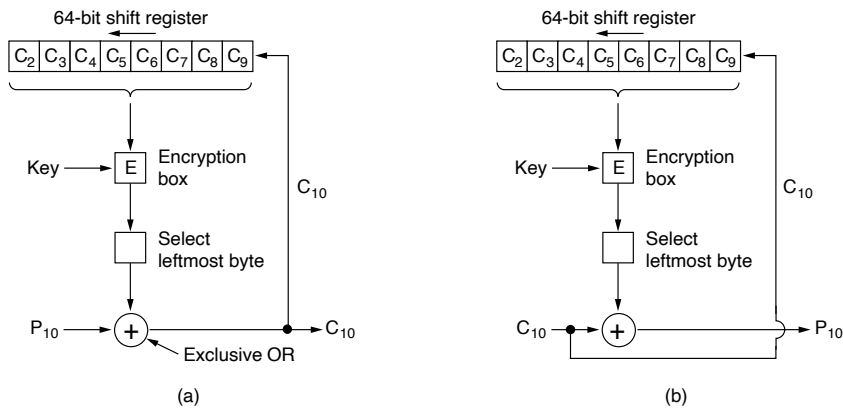 64-bit shift register
C2 C3 C4 C5 C6 C7 C8 C9
Key
E
Encryption
box
C10
Select
leftmost byte
P10
+
C10
Exclusive OR
(a)
64-bit shift register
C2 C3 C4 C5 C6 C7 C8 C9
Key
E
Encryption
box
C10
Select
leftmost byte
C10
+
P10
(b)